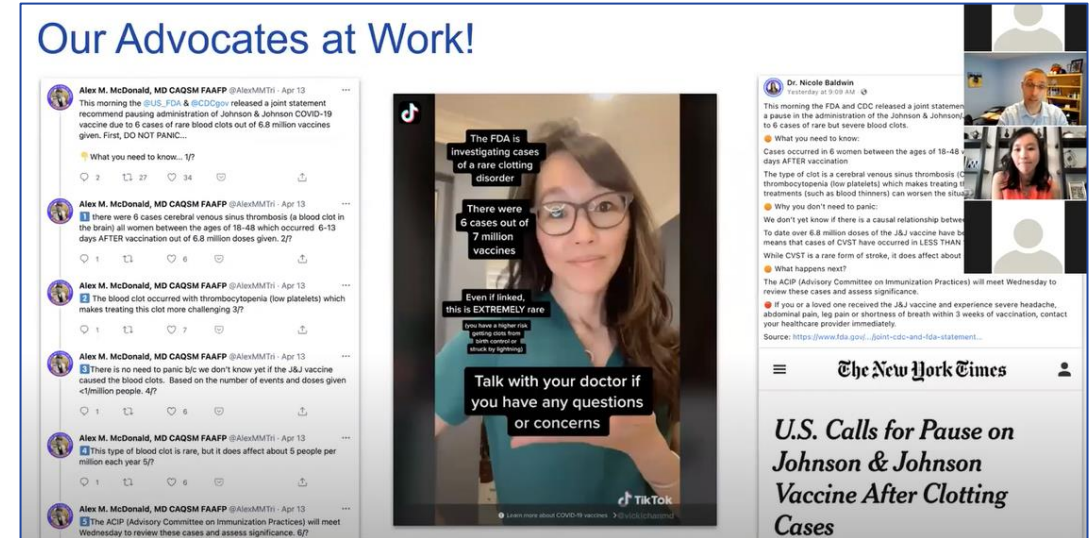 Our Advocates at Work!
Alex M. McDonald, MD CAQSM FAAFP @AlexMMTri · Apr 13
This morning the @US_FDA & @CDCgov released a joint statement
recommend pausing administration of Johnson & Johnson COVID-19
vaccine due to 6 cases of rare blood clots out of 6.8 million vaccines
given. First, DO NOT PANIC...
👇 What you need to know... 1/?
2 27 34
Alex M. McDonald, MD CAQSM FAAFP @AlexMMTri · Apr 13
1 there were 6 cases cerebral venous sinus thrombosis (a blood clot in
the brain) all women between the ages of 18-48 which occurred 6-13
days AFTER vaccination out of 6.8 million doses given. 2/?
1 6
Alex M. McDonald, MD CAQSM FAAFP @AlexMMTri · Apr 13
2 The blood clot occurred with thrombocytopenia (low platelets) which
makes treating this clot more challenging 3/?
1 7
Alex M. McDonald, MD CAQSM FAAFP @AlexMMTri · Apr 13
3 There is no need to panic b/c we don't know yet if the J&J vaccine
caused the blood clots. Based on the number of events and doses given
<1/million people. 4/?
1 6
Alex M. McDonald, MD CAQSM FAAFP @AlexMMTri · Apr 13
4 This type of blood clot is rare, but it does affect about 5 people per
million each year 5/?
1 6
Alex M. McDonald, MD CAQSM FAAFP @AlexMMTri · Apr 13
5 The ACIP (Advisory Committee on Immunization Practices) will meet
Wednesday to review these cases and assess significance. 6/?
The FDA is
investigating cases
of a rare clotting
disorder
There were
6 cases out of
7 million
vaccines
Even if linked,
this is EXTREMELY rare
(you have a higher risk
getting clots from
birth control or
struck by lightning)
Talk with your doctor if
you have any questions
or concerns
TikTok
Learn more about COVID-19 vaccines > @vickichanmd
Dr. Nicole Baldwin
Yesterday at 9:09 AM
This morning the FDA and CDC released a joint statemen
a pause in the administration of the Johnson & Johnson
to 6 cases of rare but severe blood clots.
What you need to know:
Cases occurred in 6 women between the ages of 18-48
days AFTER vaccination
The type of clot is a cerebral venous sinus thrombosis
thrombocytopenia (low platelets) which makes treating
treatments (such as blood thinners) can worsen the
Why you don't need to panic:
We don't yet know if there is a causal relationship
To date over 6.8 million doses of the J&J vaccine have
means that cases of CVST have occurred in LESS THAN
While CVST is a rare form of stroke, it does affect about
What happens next?
The ACIP (Advisory Committee on Immunization Practices) will meet Wednesday to
review these cases and assess significance.
If you or a loved one received the J&J vaccine and experience severe headache,
abdominal pain, leg pain or shortness of breath within 3 weeks of vaccination, contact
your healthcare provider immediately.
Source: https://www.fda.gov/.../joint-cdc-and-fda-statement...
The New York Times
U.S. Calls for Pause on
Johnson & Johnson
Vaccine After Clotting
Cases